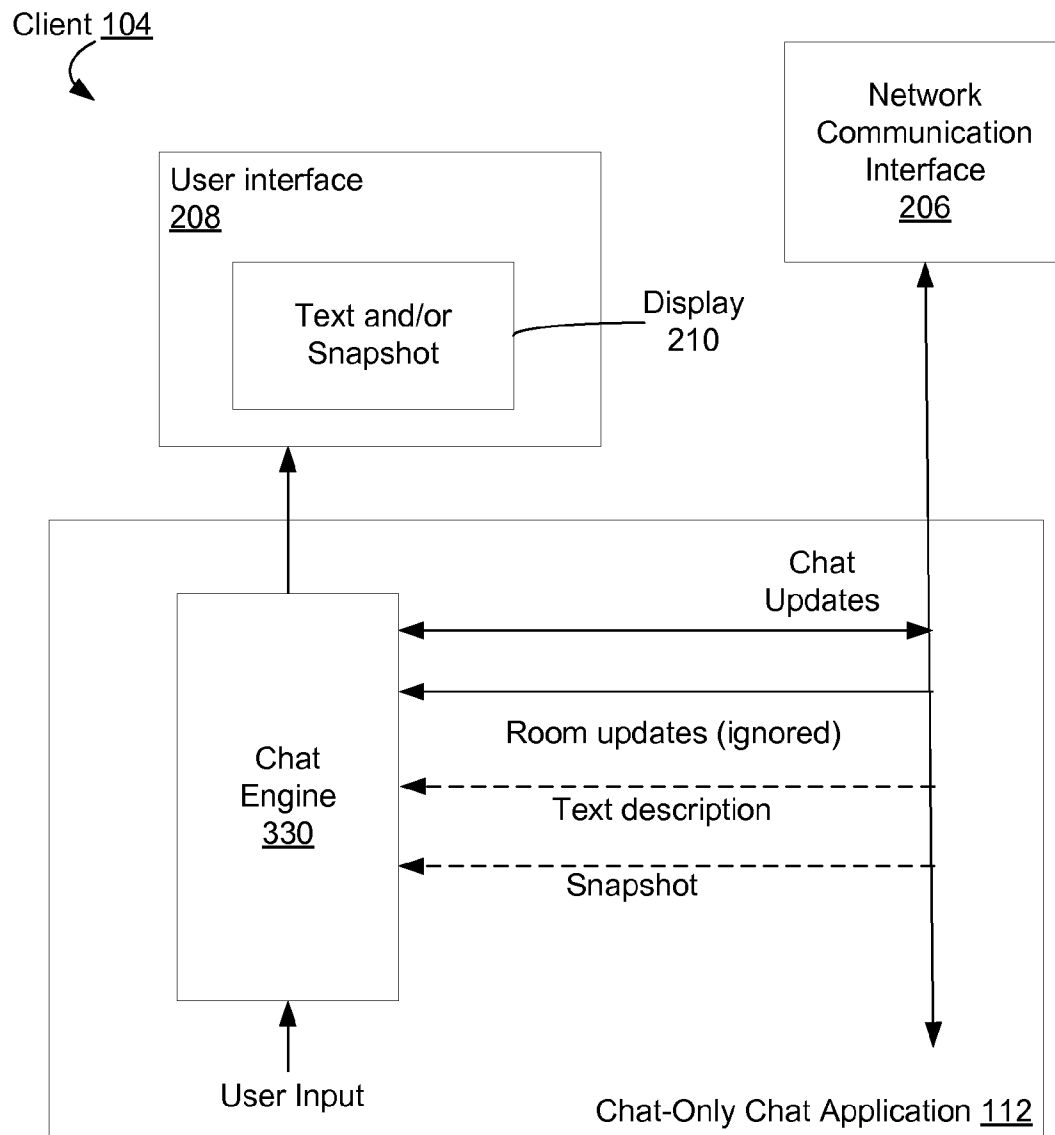 Client 104
Network
Communication
Interface
206
User interface
208
Text and/or
Snapshot
Display
210
Chat
Updates
Room updates (ignored)
Chat
Engine
330
Text description
Snapshot
User Input
Chat-Only Chat Application 112